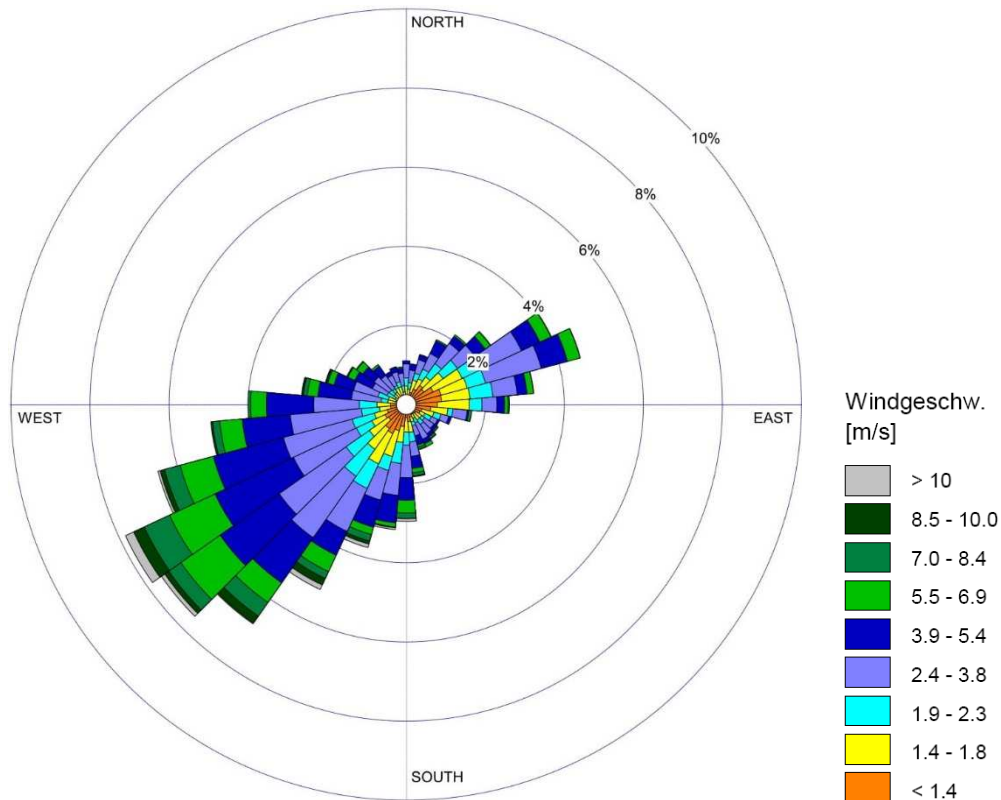 NORTH
10%
8%
6%
4%
2%
WEST
EAST
SOUTH
Windgeschw.
[m/s]
> 10
8.5 - 10.0
7.0 - 8.4
5.5 - 6.9
3.9 - 5.4
2.4 - 3.8
1.9 - 2.3
1.4 - 1.8
< 1.4